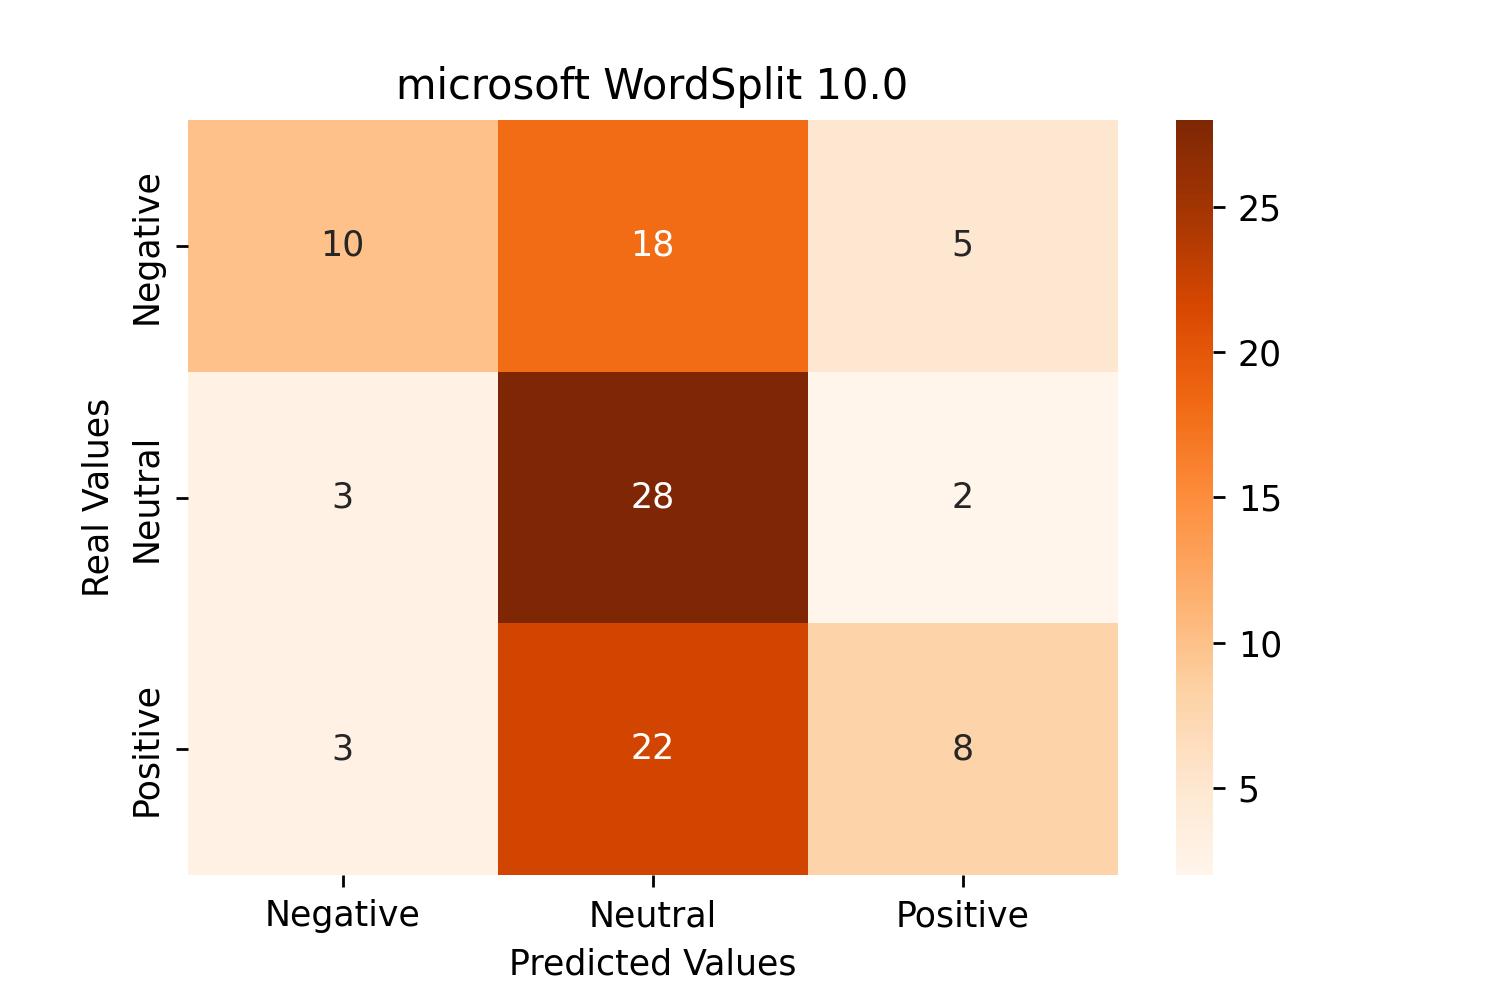 microsoft WordSplit 10.0
Real Values
Negative
10 18 5
Neutral
3 28 2
Positive
3 22 8
Negative Neutral Positive
Predicted Values
25
20
15
10
5